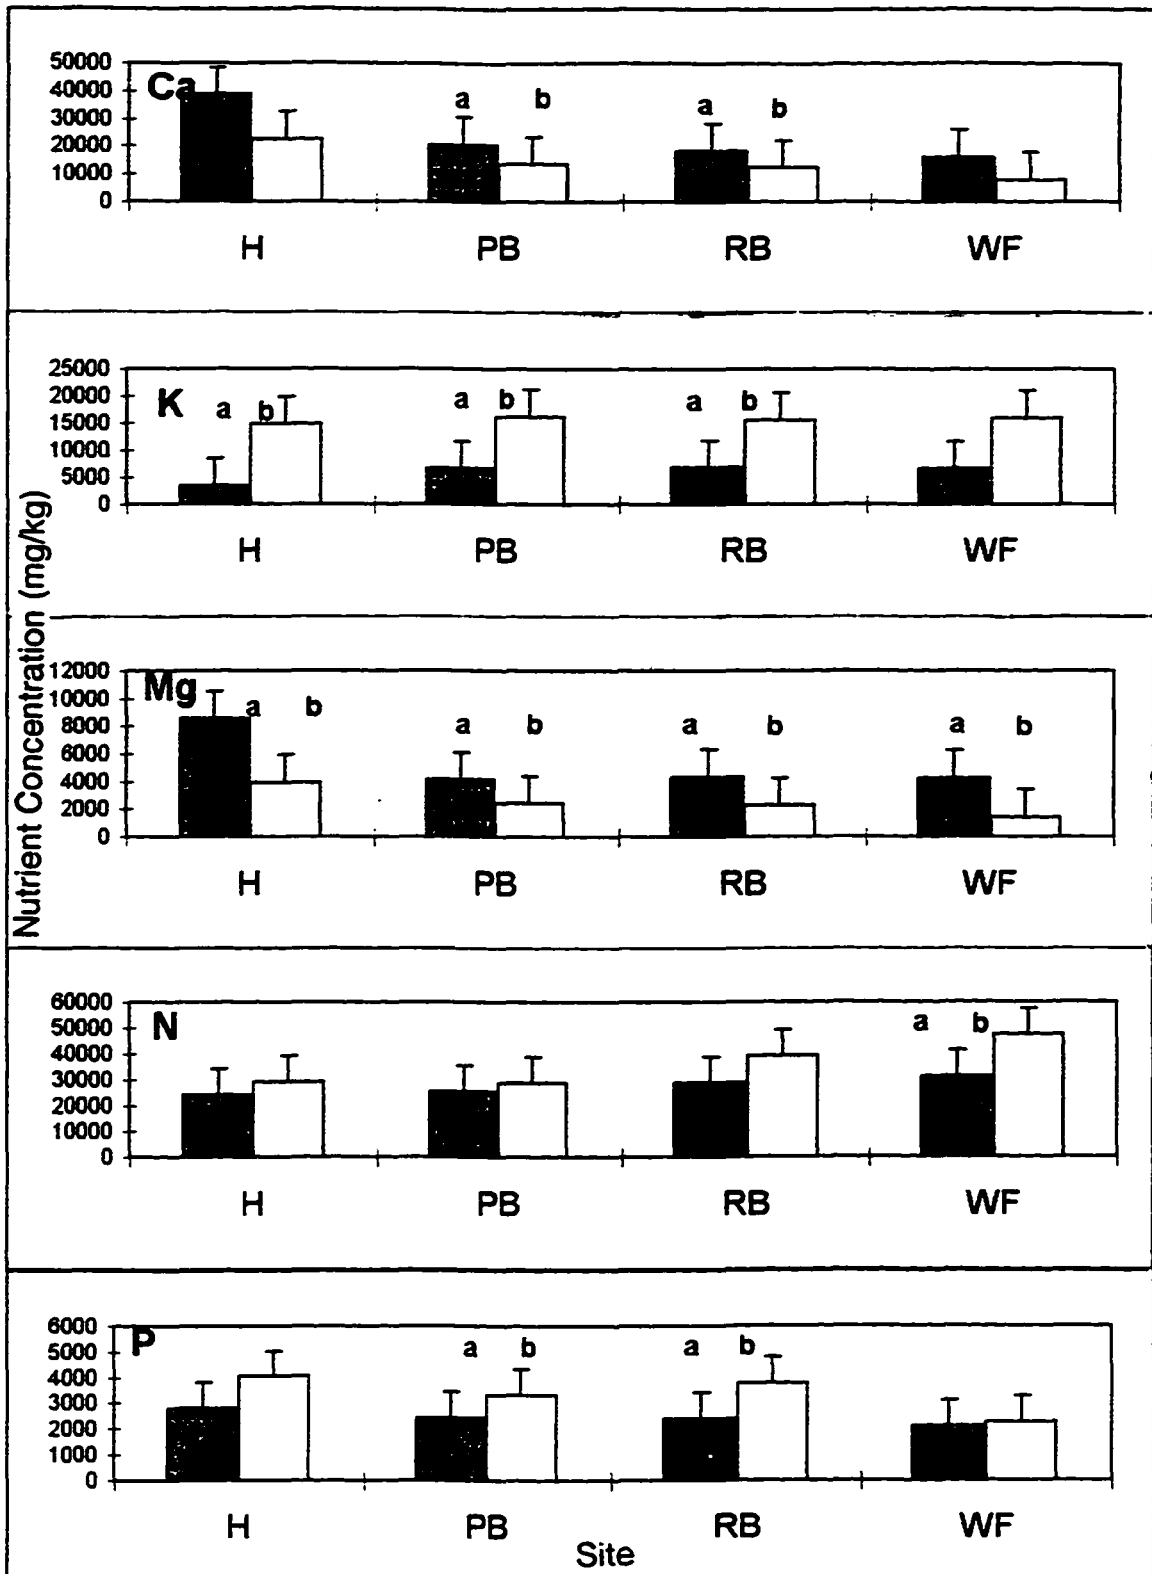 Nutrient Concentration (mg/kg)
Ca
50000
40000
30000
20000
10000
0
a b a b
H PB RB WF
K
25000
20000
15000
10000
5000
0
a b a b a b
H PB RB WF
Mg
12000
10000
8000
6000
4000
2000
0
a b a b a b a b
H PB RB WF
N
60000
50000
40000
30000
20000
10000
0
a b
H PB RB WF
P
6000
5000
4000
3000
2000
1000
0
a b a b
H PB RB WF
Site